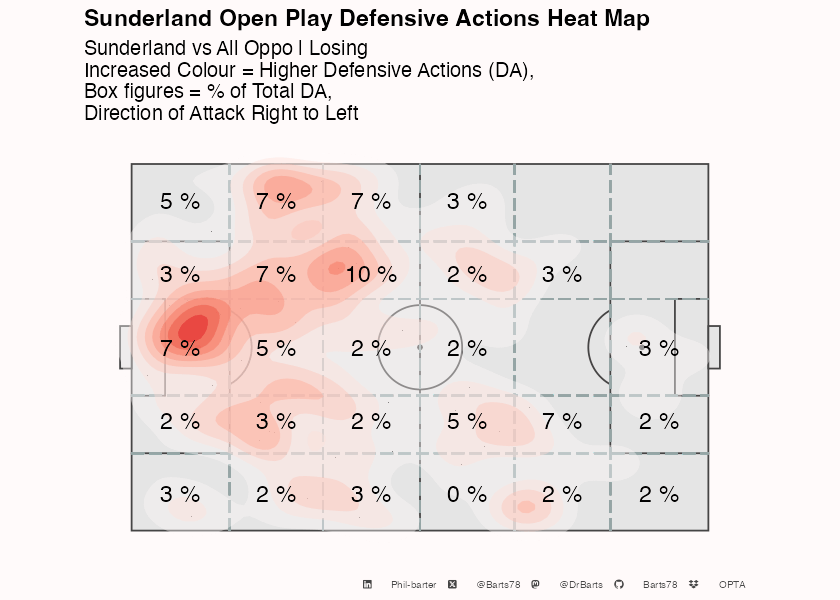 Sunderland Open Play Defensive Actions Heat Map
Sunderland vs All Oppo I Losing
Increased Colour = Higher Defensive Actions (DA),
Box figures = % of Total DA,
Direction of Attack Right to Left
5 % 7 % 7 % 3 %
3 % 7 % 10 % 2 % 3 %
7 % 5 % 2 % 2 % 3 %
2 % 3 % 2 % 5 % 7 % 2 %
3 % 2 % 3 % 0 % 2 % 2 %
Phil-barter @Barts78 @DrBarts Barts78 OPTA